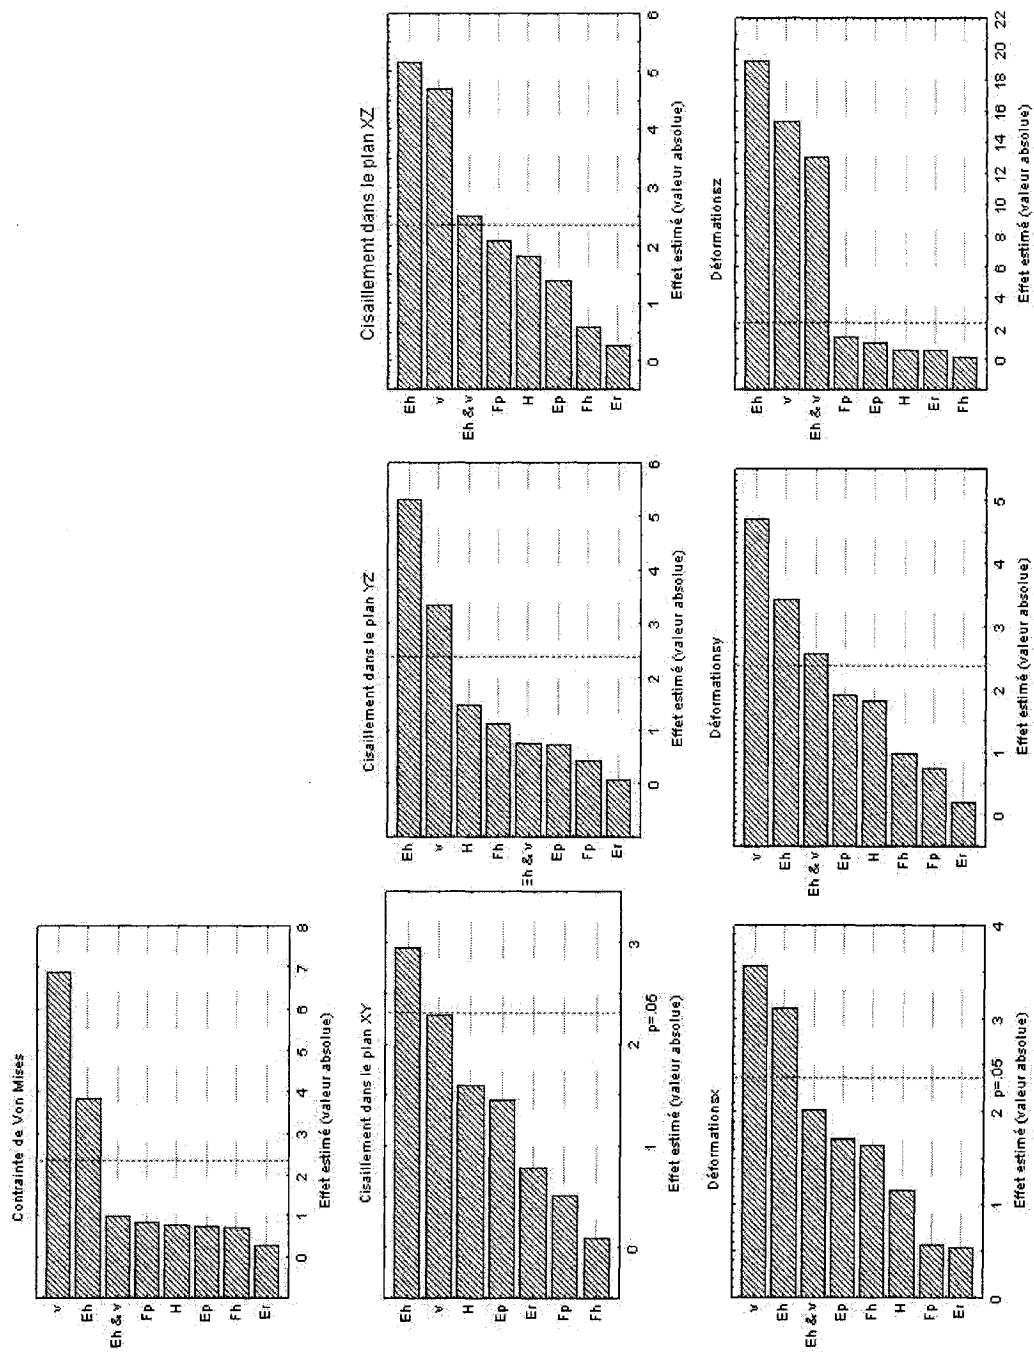 Contrainte de Von Mises
v
Eh
Eh & v
Fp
H
Ep
Fh
Er
0 1 2 3 4 5 6 7 8
Effet estimé (valeur absolue)
Cisaillement dans le plan XY
Eh
v
H
Ep
Er
Fp
Fh
0 1 2 p=.05 3
Effet estimé (valeur absolue)
Cisaillement dans le plan YZ
Eh
v
H
Fh
Eh & v
Ep
Fp
Er
0 1 2 3 4 5 6
Effet estimé (valeur absolue)
Cisaillement dans le plan XZ
Eh
v
Eh & v
Fp
H
Ep
Fh
Er
0 1 2 3 4 5 6
Effet estimé (valeur absolue)
Déformationsx
v
Eh
Eh & v
Ep
Fh
H
Fp
Er
0 1 2 p=.05 3 4
Effet estimé (valeur absolue)
Déformationsy
v
Eh
Eh & v
Ep
H
Fh
Fp
Er
0 1 2 3 4 5
Effet estimé (valeur absolue)
Déformationsz
Eh
v
Eh & v
Fp
Ep
H
Er
Fh
0 2 4 6 8 10 12 14 16 18 20 22
Effet estimé (valeur absolue)